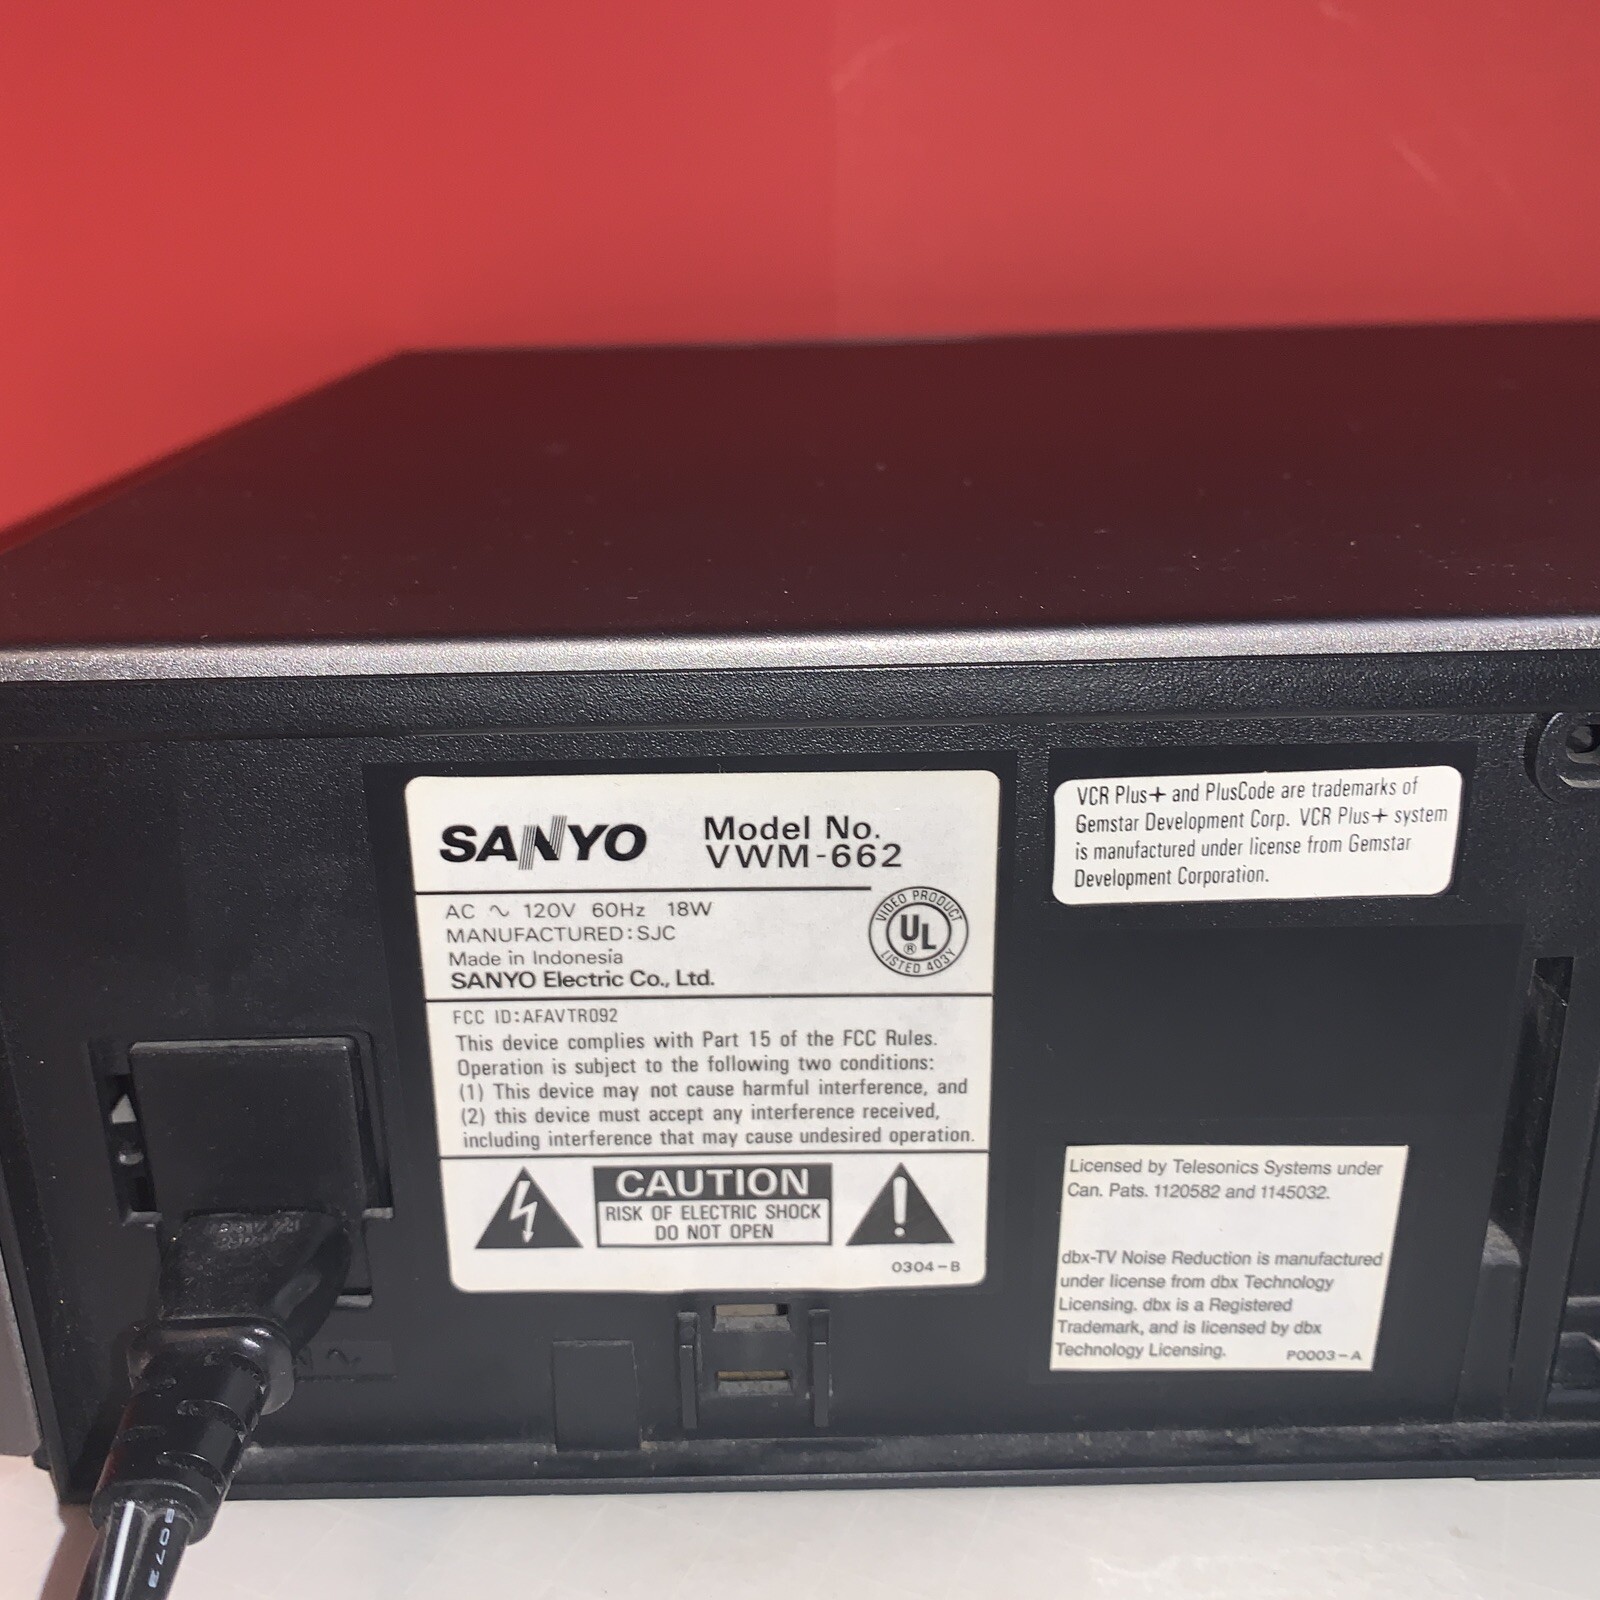 SANYO
Model No.
VWM-662
AC ∿ 120V 60Hz 18W
MANUFACTURED:SJC
Made in Indonesia
SANYO Electric Co., Ltd.
VIDEO PRODUCT
UL
®
LISTED 403Y
FCC ID:AFAVTR092
This device complies with Part 15 of the FCC Rules.
Operation is subject to the following two conditions:
(1) This device may not cause harmful interference, and
(2) this device must accept any interference received,
including interference that may cause undesired operation.
CAUTION
RISK OF ELECTRIC SHOCK
DO NOT OPEN
0304-B
VCR Plus+ and PlusCode are trademarks of
Gemstar Development Corp. VCR Plus+ system
is manufactured under license from Gemstar
Development Corporation.
Licensed by Telesonics Systems under
Can. Pats. 1120582 and 1145032.
dbx-TV Noise Reduction is manufactured
under license from dbx Technology
Licensing. dbx is a Registered
Trademark, and is licensed by dbx
Technology Licensing.
P0003-A